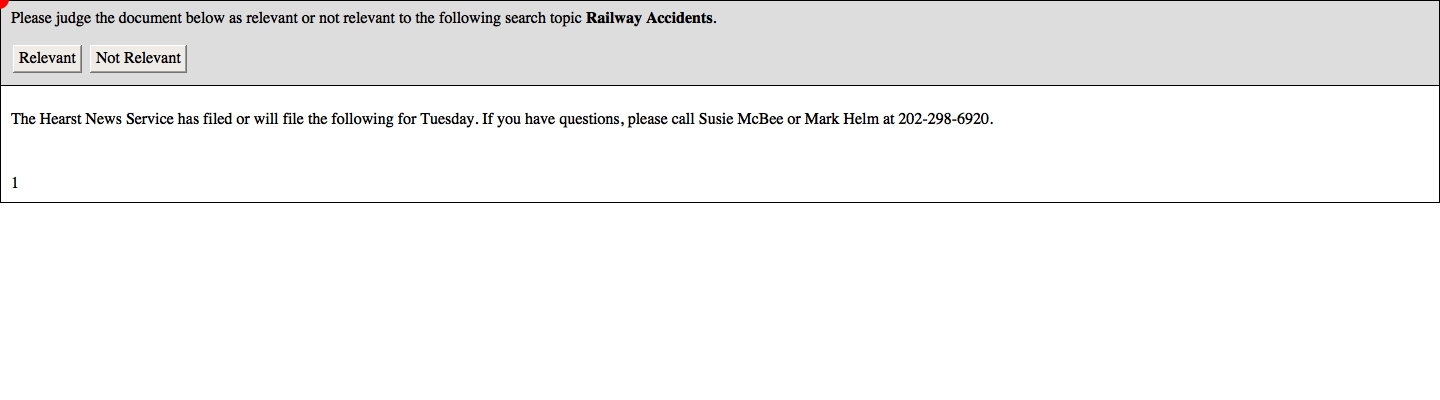 Please judge the document below as relevant or not relevant to the following search topic Railway Accidents.
Relevant Not Relevant
The Hearst News Service has filed or will file the following for Tuesday. If you have questions, please call Susie McBee or Mark Helm at 202-298-6920.
1